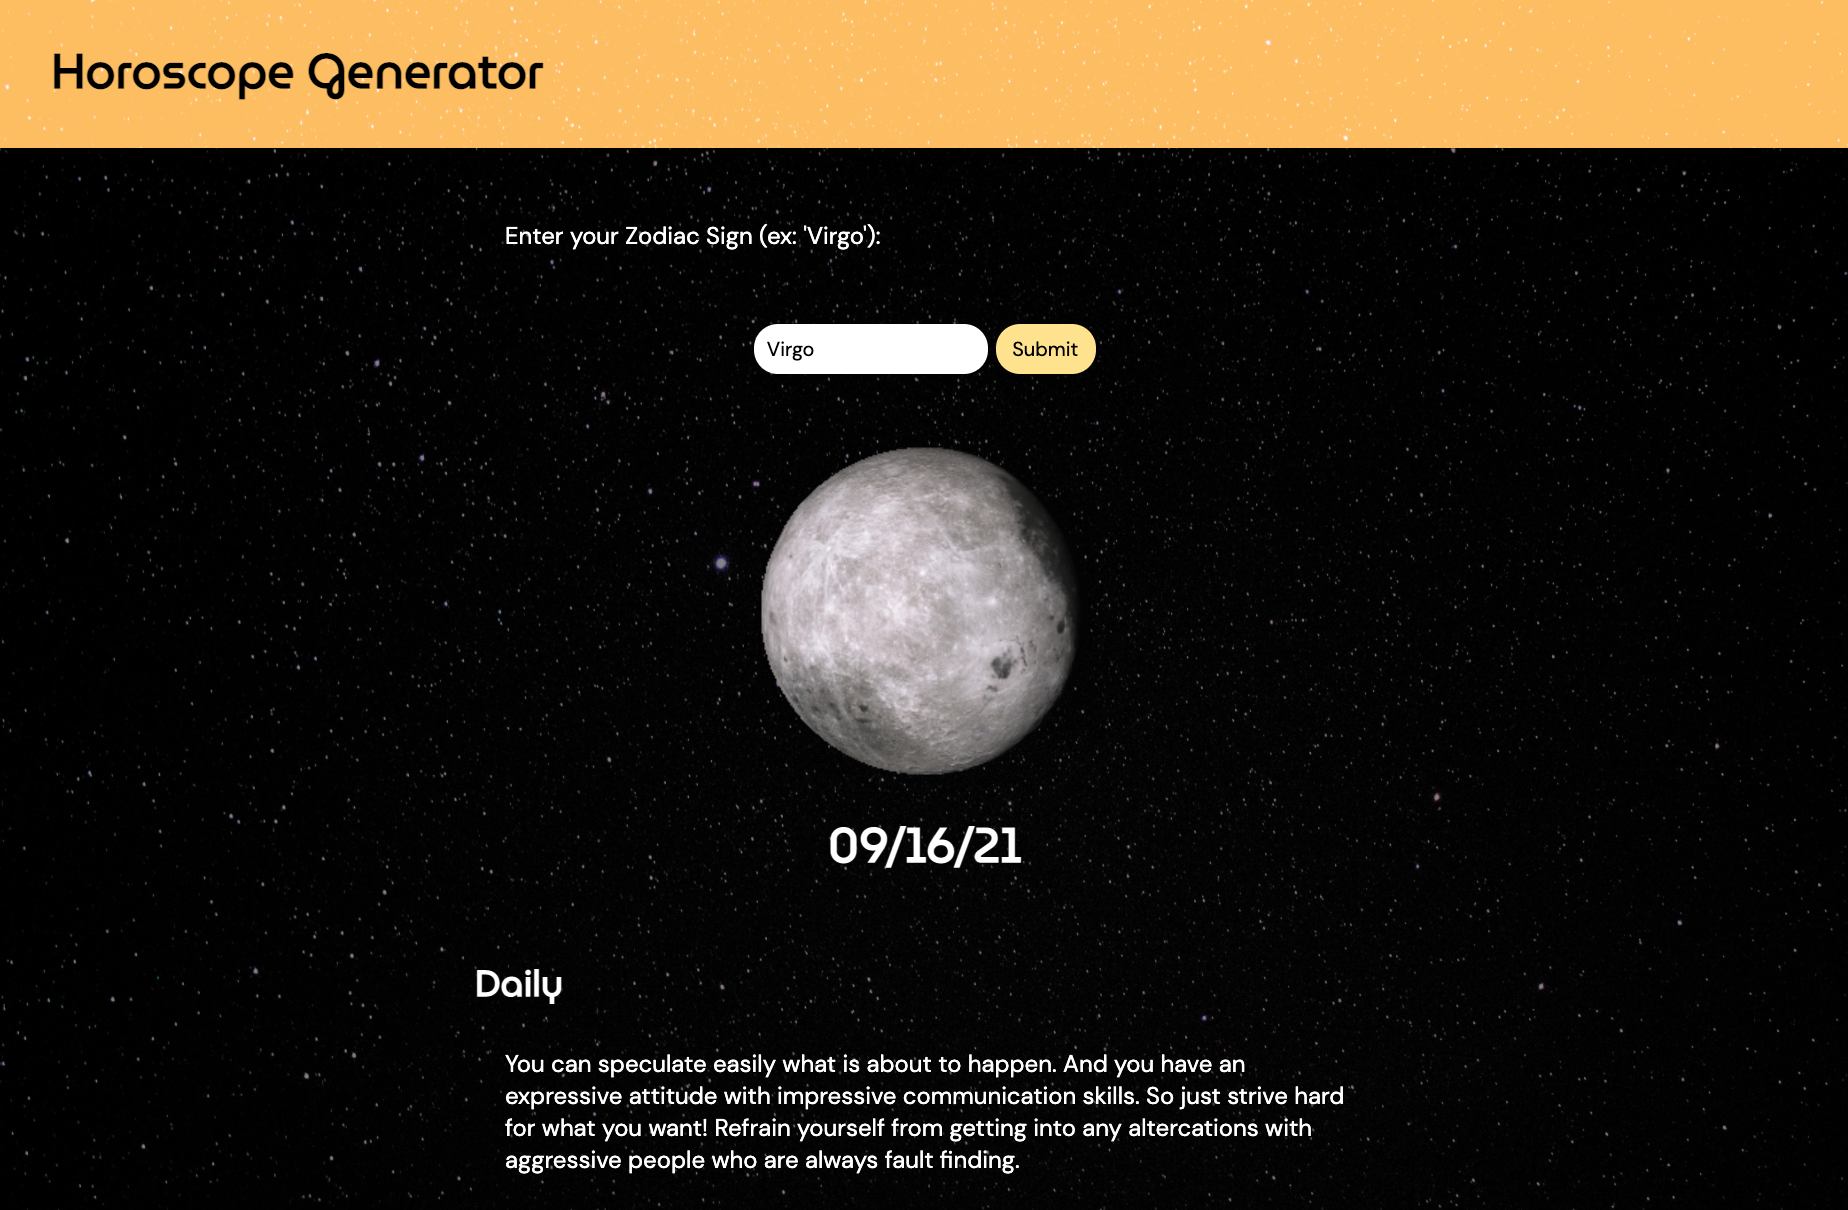 Horoscope Generator
Enter your Zodiac Sign (ex: 'Virgo'):
Virgo
Submit
09/16/21
Daily
You can speculate easily what is about to happen. And you have an
expressive attitude with impressive communication skills. So just strive hard
for what you want! Refrain yourself from getting into any altercations with
aggressive people who are always fault finding.